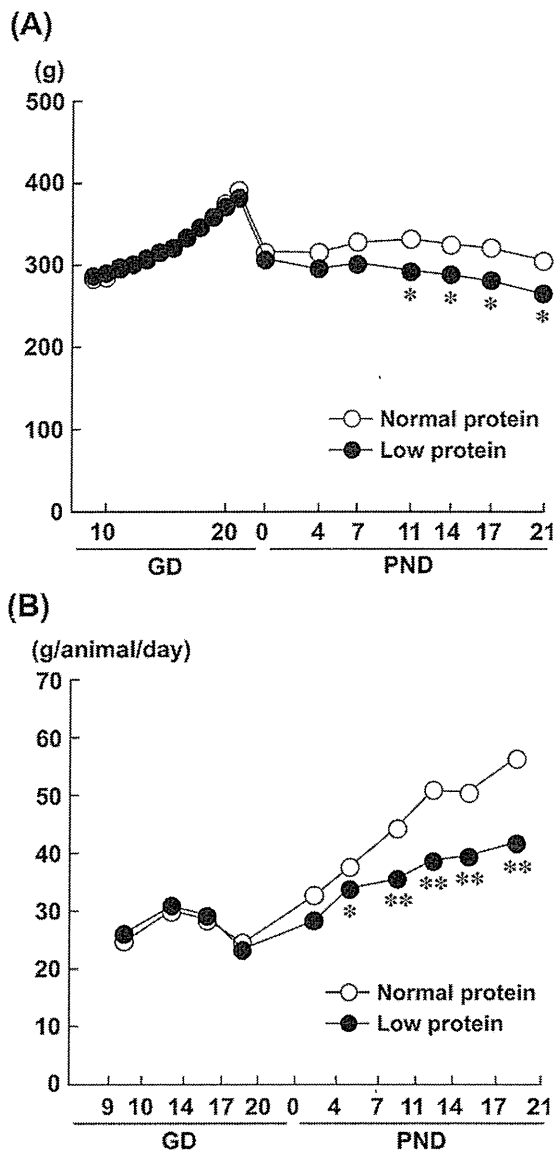 (A)
(g)
500
400
300
200
100
0
* * * *
Normal protein
Low protein
10 20 0 4 7 11 14 17 21
GD PND
(B)
(g/animal/day)
70
60
50
40
30
20
10
0
* ** ** ** **
Normal protein
Low protein
9 10 14 17 20 0 4 7 11 14 17 21
GD PND